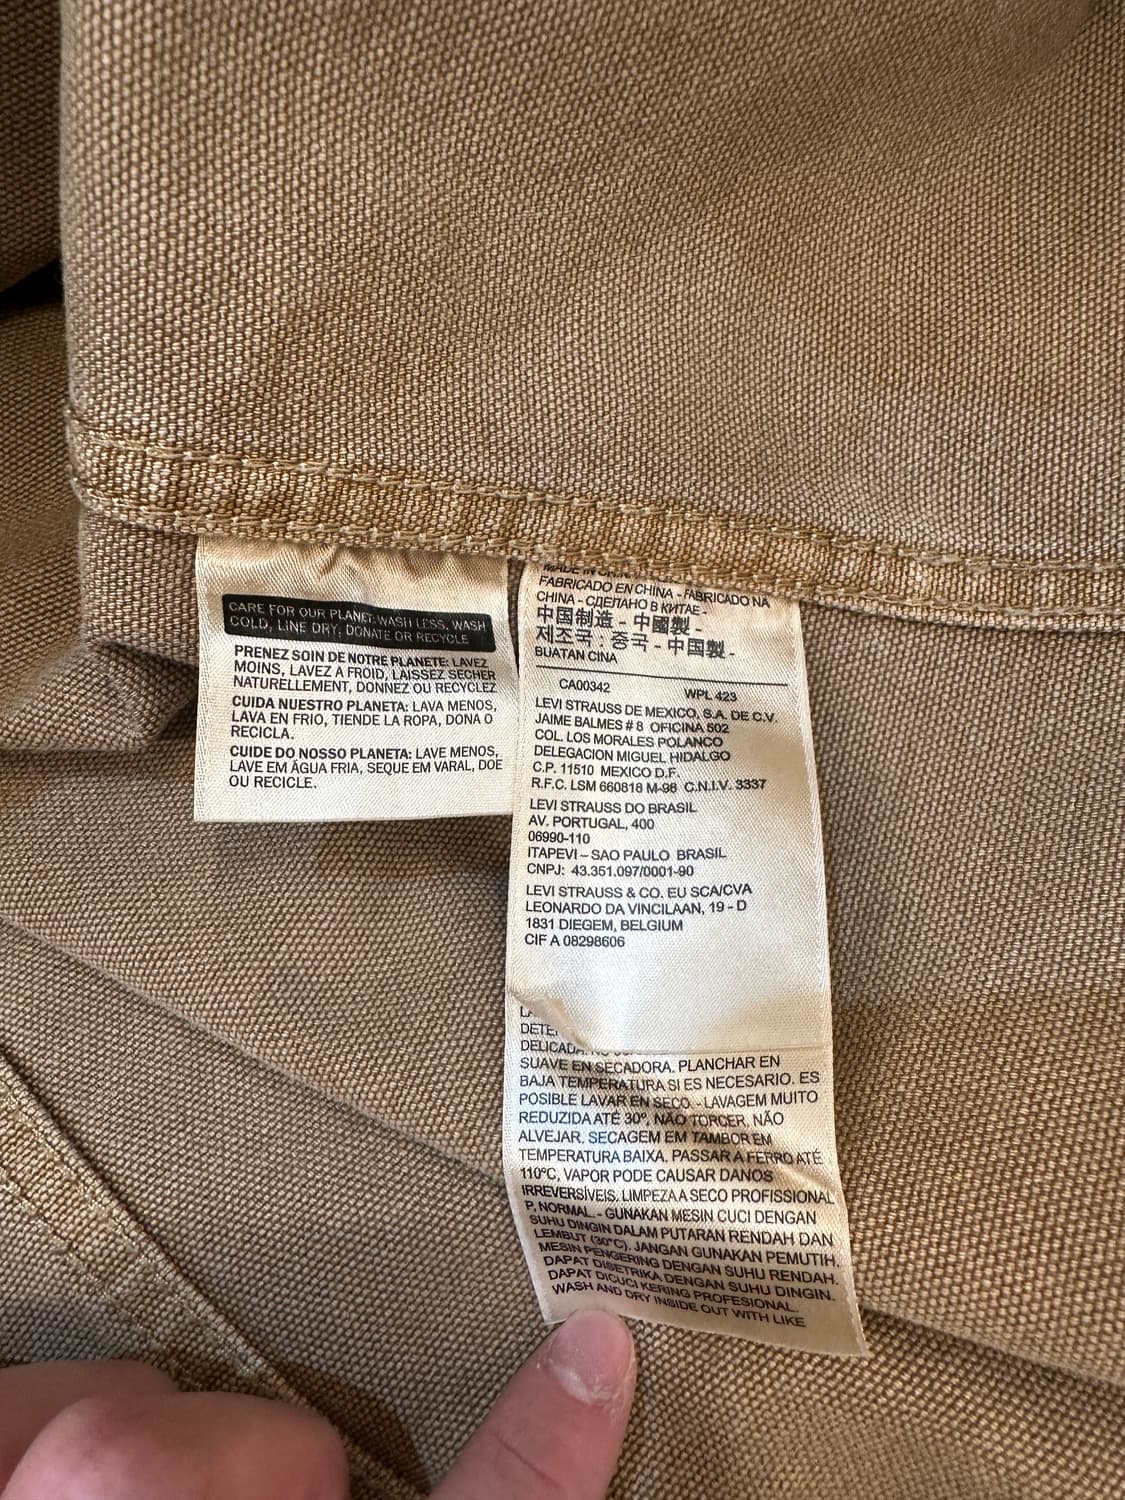 CARE FOR OUR PLANET: WASH LESS, WASH
COLD, LINE DRY, DONATE OR RECYCLE
PRENEZ SOIN DE NOTRE PLANETE: LAVEZ
MOINS, LAVEZ A FROID, LAISSEZ SECHER
NATURELLEMENT, DONNEZ OU RECYCLEZ
CUIDA NUESTRO PLANETA: LAVA MENOS,
LAVA EN FRIO, TIENDE LA ROPA, DONA O
RECICLA.
CUIDE DO NOSSO PLANETA: LAVE MENOS,
LAVE EM ÁGUA FRIA, SEQUE EM VARAL, DOE
OU RECICLE.
MADE IN
FABRICADO EN CHINA - FABRICADO NA
CHINA - СДЕЛАНО В КИТАЕ -
中国制造 - 中國製 -
제조국 : 중국 - 中国製 -
BUATAN CINA
CA00342 WPL 423
LEVI STRAUSS DE MEXICO, S.A. DE C.V.
JAIME BALMES # 8 OFICINA 502
COL. LOS MORALES POLANCO
DELEGACION MIGUEL HIDALGO
C.P. 11510 MEXICO D.F.
R.F.C. LSM 660818 M-98 C.N.I.V. 3337
LEVI STRAUSS DO BRASIL
AV. PORTUGAL, 400
06990-110
ITAPEVI – SAO PAULO BRASIL
CNPJ: 43.351.097/0001-90
LEVI STRAUSS & CO. EU SCA/CVA
LEONARDO DA VINCILAAN, 19 - D
1831 DIEGEM, BELGIUM
CIF A 08298606
DELICADA.
SUAVE EN SECADORA. PLANCHAR EN
BAJA TEMPERATURA SI ES NECESARIO. ES
POSIBLE LAVAR EN SECO. - LAVAGEM MUITO
REDUZIDA ATÉ 30º, NÃO TORCER, NÃO
ALVEJAR, SECAGEM EM TAMBOR EM
TEMPERATURA BAIXA, PASSAR A FERRO ATÉ
110ºC, VAPOR PODE CAUSAR DANOS
IRREVERSÍVEIS, LIMPEZA A SECO PROFISSIONAL
P, NORMAL. - GUNAKAN MESIN CUCI DENGAN
SUHU DINGIN DALAM PUTARAN RENDAH DAN
LEMBUT (30°C). JANGAN GUNAKAN PEMUTIH.
MESIN PENGERING DENGAN SUHU RENDAH.
DAPAT DISETRIKA DENGAN SUHU DINGIN.
DAPAT DICUCI KERING PROFESIONAL.
WASH AND DRY INSIDE OUT WITH LIKE